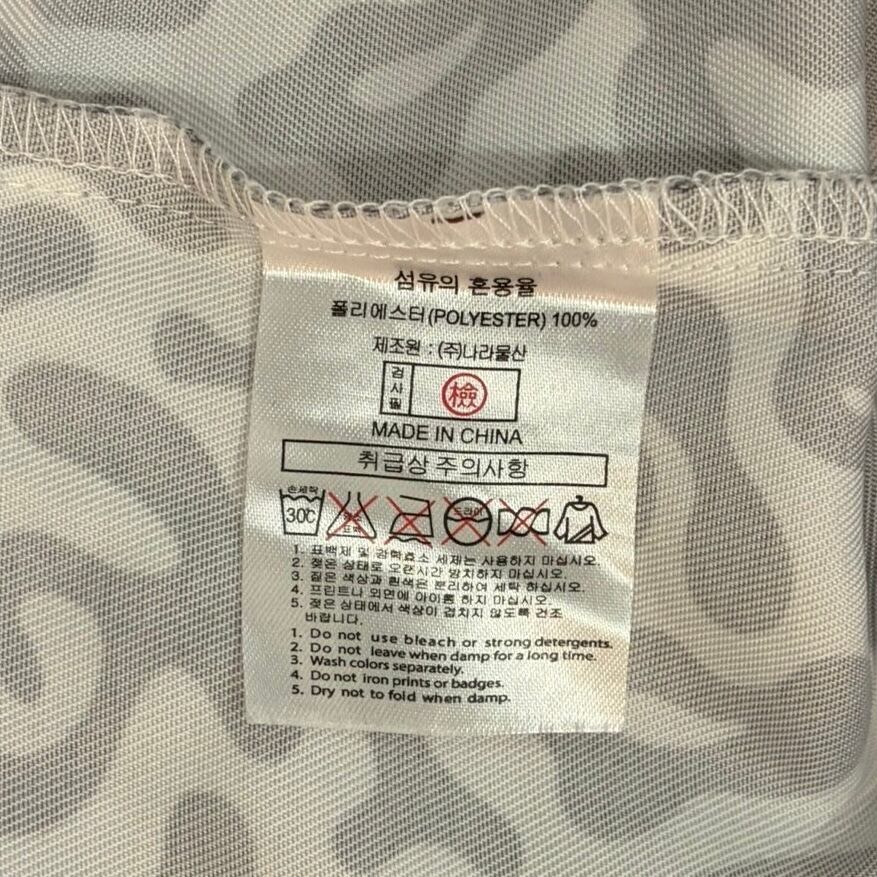 섬유의 혼용율
폴리에스터(POLYESTER) 100%
제조원 : (주)나라물산
검사필
檢
MADE IN CHINA
취급상 주의사항
손세탁
30℃
드라이
1. 표백제 및 강력효소 세제는 사용하지 마십시오.
2. 젖은 상태로 오랜시간 방치하지 마십시오.
3. 짙은 색상과 흰색은 분리하여 세탁 하십시오.
4. 프린트나 외면에 아이롱 하지 마십시오.
5. 젖은 상태에서 색상이 겹치지 않도록 건조
바랍니다.
1. Do not use bleach or strong detergents.
2. Do not leave when damp for a long time.
3. Wash colors separately.
4. Do not iron prints or badges.
5. Dry not to fold when damp.